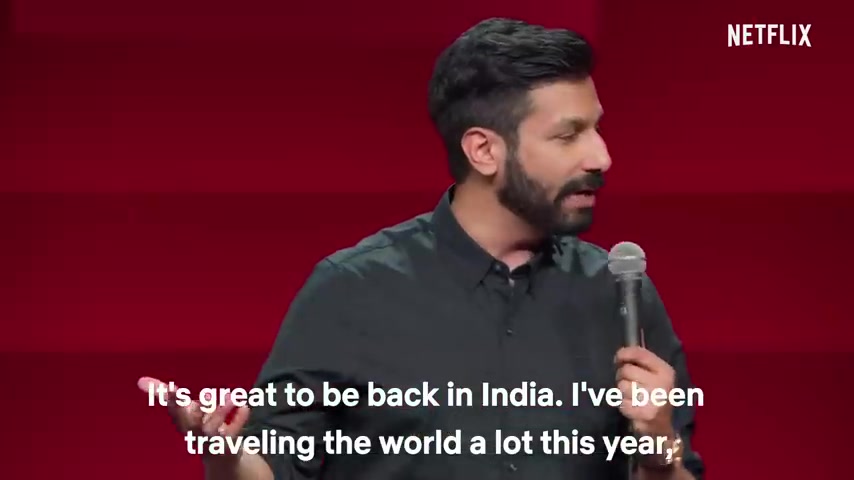 NETFLIX
It's great to be back in India. I've been
traveling the world a lot this year,